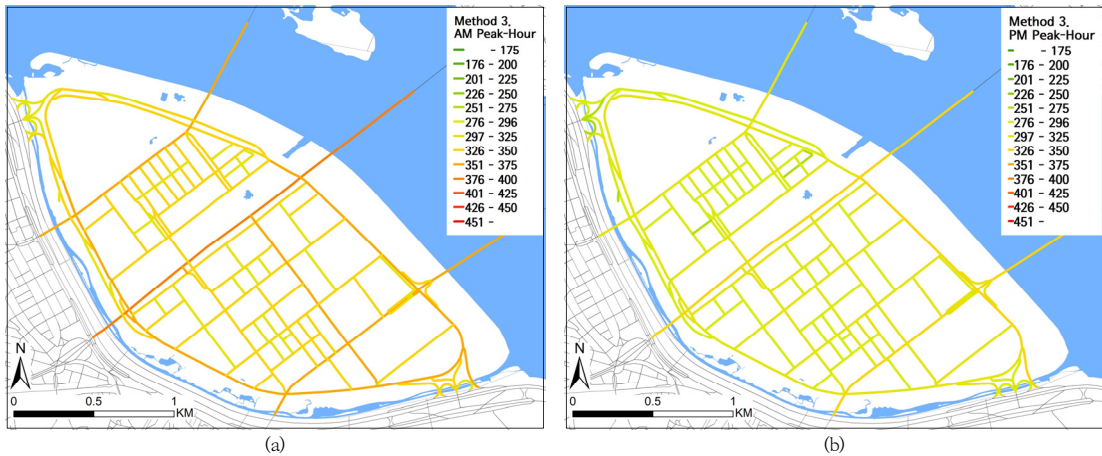 Method 3.
AM Peak-Hour
- 175
176 - 200
201 - 225
226 - 250
251 - 275
276 - 296
297 - 325
326 - 350
351 - 375
376 - 400
401 - 425
426 - 450
451 -
N
0 0.5 1
KM
(a)
Method 3.
PM Peak-Hour
- 175
176 - 200
201 - 225
226 - 250
251 - 275
276 - 296
297 - 325
326 - 350
351 - 375
376 - 400
401 - 425
426 - 450
451 -
N
0 0.5 1
KM
(b)